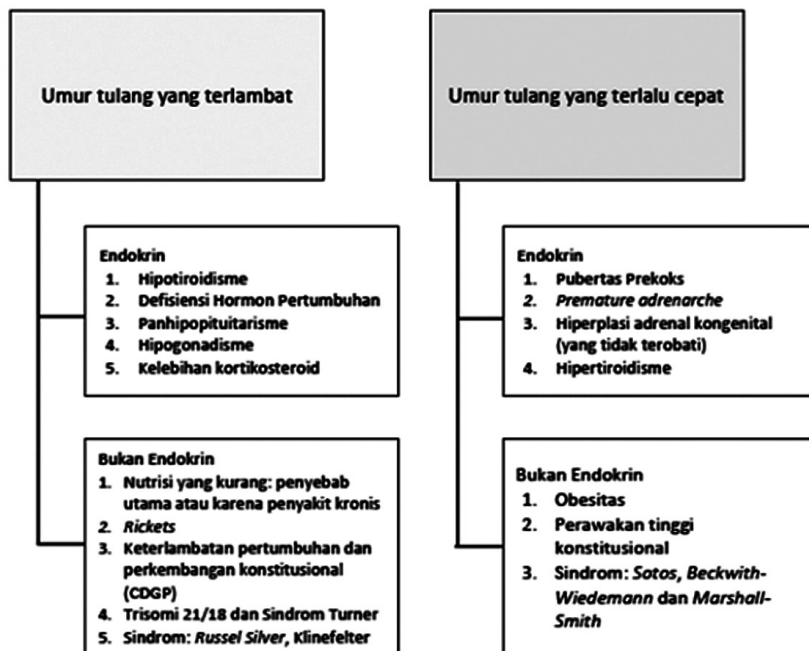 Umur tulang yang terlambat
Endokrin
1. Hipotiroidisme
2. Defisiensi Hormon Pertumbuhan
3. Panhipopituitarisme
4. Hipogonadisme
5. Kelebihan kortikosteroid
Bukan Endokrin
1. Nutrisi yang kurang: penyebab
utama atau karena penyakit kronis
2. Rickets
3. Keterlambatan pertumbuhan dan
perkembangan konstitusional
(CDGP)
4. Trisomi 21/18 dan Sindrom Turner
5. Sindrom: Russel Silver, Klinefelter
Umur tulang yang terlalu cepat
Endokrin
1. Pubertas Prekoks
2. Premature adrenarche
3. Hiperplasi adrenal kongenital
(yang tidak terobati)
4. Hipertiroidisme
Bukan Endokrin
1. Obesitas
2. Perawakan tinggi
konstitusional
3. Sindrom: Sotos, Beckwith-
Wiedemann dan Marshall-
Smith